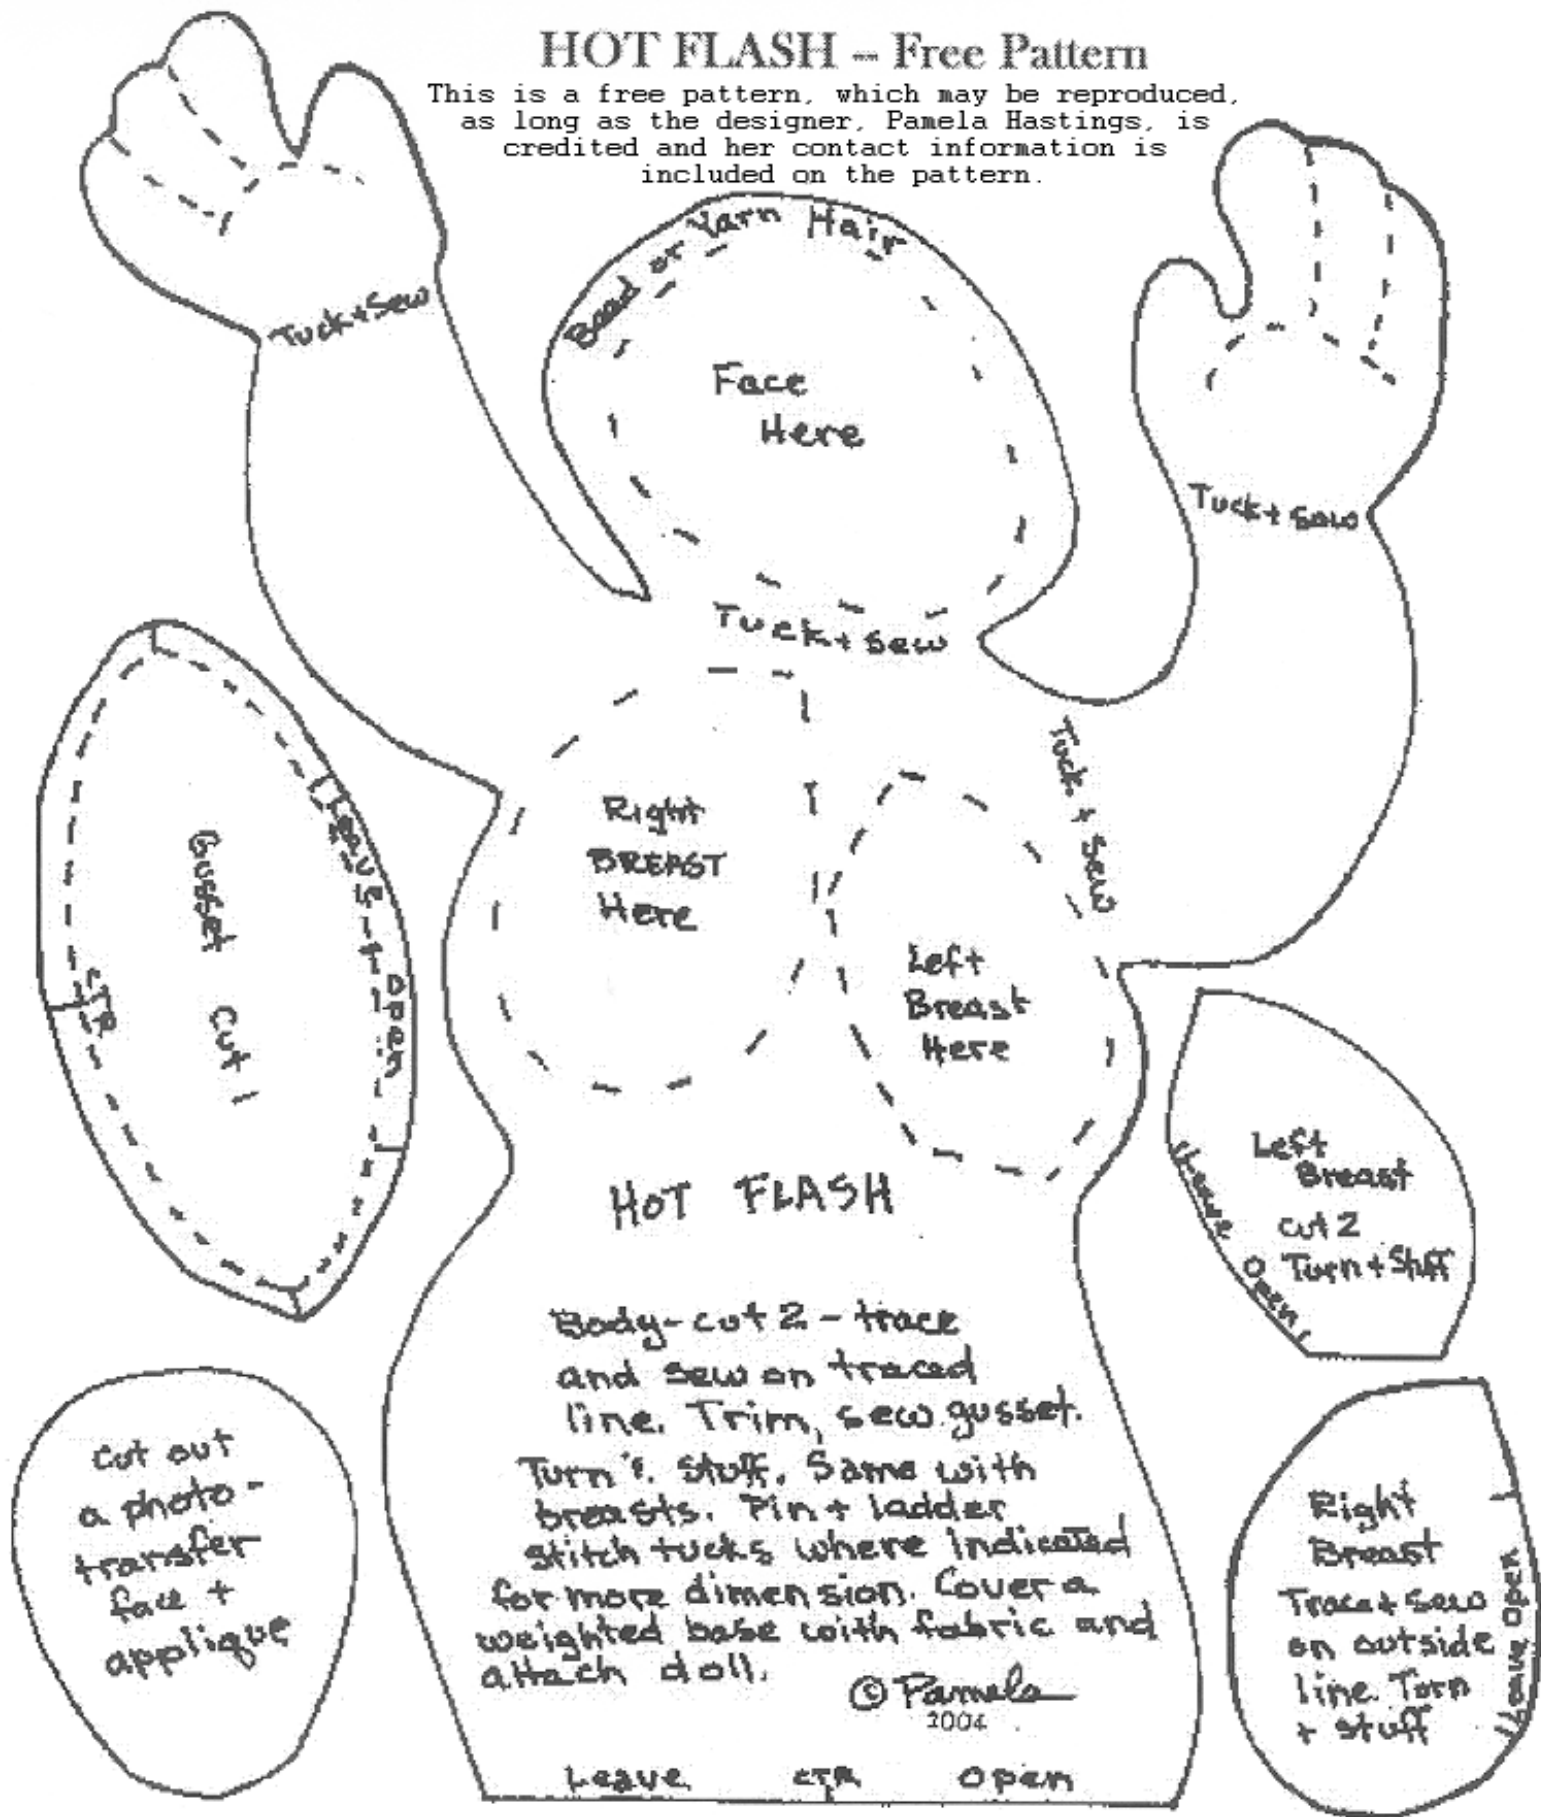 HOT FLASH -- Free Pattern
This is a free pattern, which may be reproduced,
as long as the designer, Pamela Hastings, is
credited and her contact information is
included on the pattern.
Bead or Yarn Hair
Tuck + Sew
Face
Here
Tuck + Sew
Tuck + Sew
Tuck + Sew
Right
BREAST
Here
Left
Breast
Here
Gusset Cut 1
Leave Open
CTR
Left
Breast
cut 2
Turn + Stuff
Leave Open
HOT FLASH
Body - cut 2 - trace
and sew on traced
line. Trim, sew gusset.
Turn & Stuff. Same with
breasts. Pin + ladder
stitch tucks where indicated
for more dimension. Cover a
weighted base with fabric and
attach doll.
© Pamela
2004
Leave CTR Open
Cut out
a photo-
transfer
face +
applique
Right
Breast
Trace + Sew
on outside
line. Turn
+ stuff
Leave Open